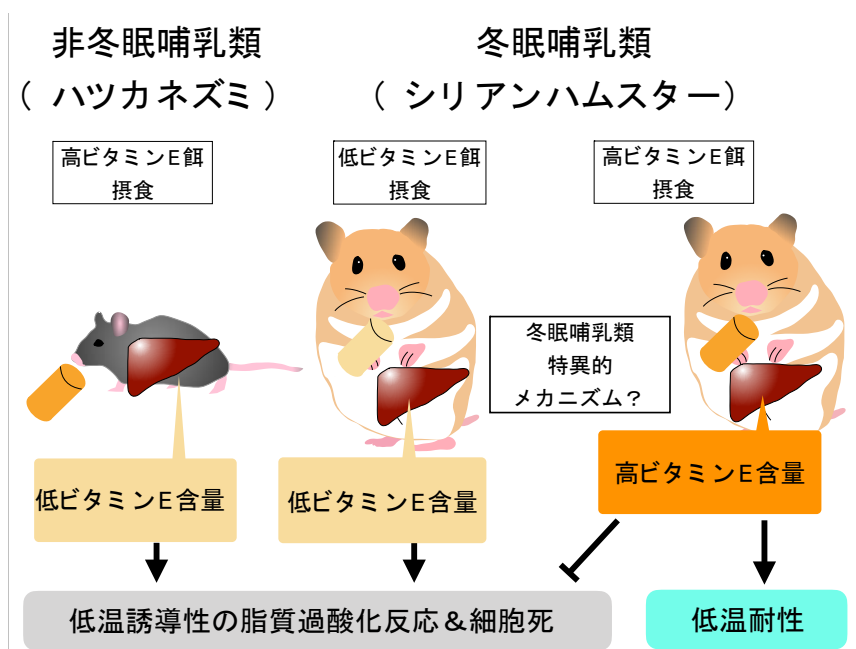 非冬眠哺乳類
（ ハツカネズミ ）
冬眠哺乳類
（ シリアンハムスター）
高ビタミンＥ餌
摂食
低ビタミンＥ餌
摂食
高ビタミンＥ餌
摂食
冬眠哺乳類
特異的
メカニズム？
低ビタミンＥ含量
低ビタミンＥ含量
高ビタミンＥ含量
低温誘導性の脂質過酸化反応＆細胞死
低温耐性